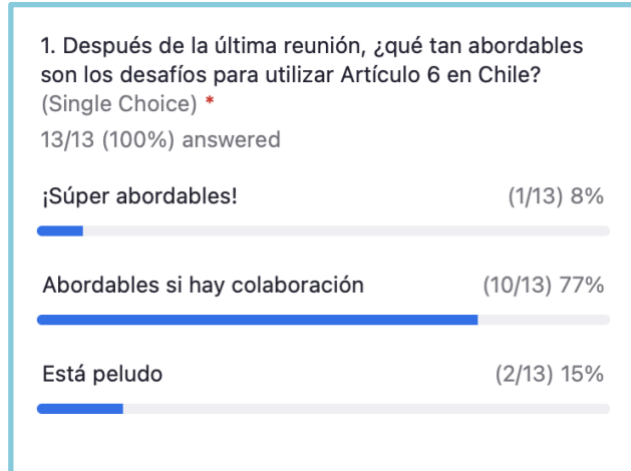 1. Después de la última reunión, ¿qué tan abordables
son los desafíos para utilizar Artículo 6 en Chile?
(Single Choice) *
13/13 (100%) answered
¡Súper abordables! (1/13) 8%
Abordables si hay colaboración (10/13) 77%
Está peludo (2/13) 15%